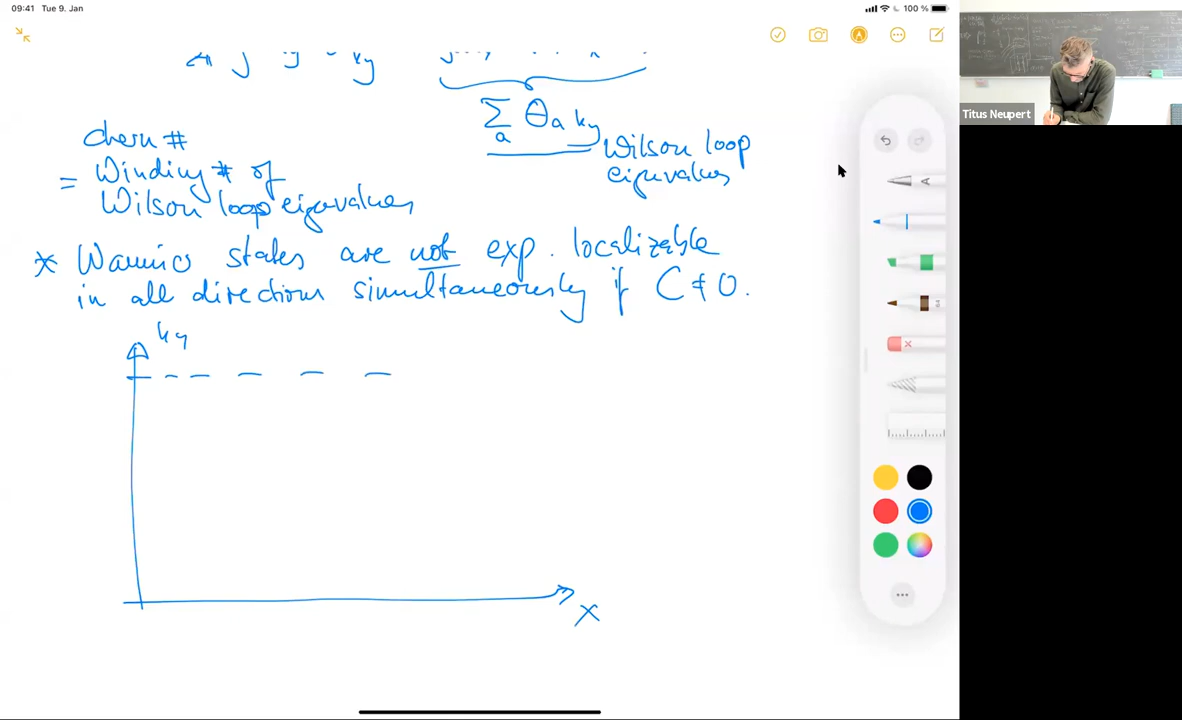 09:41 Tue 9. Jan
100 %
Titus Neupert
ky
∑ θa ky
a
Wilson loop
eigenvalues
Chern #
= Winding # of
Wilson loop eigenvalues
* Wannier states are not exp. localizable
in all directions simultaneously if C ≠ 0.
ky
x